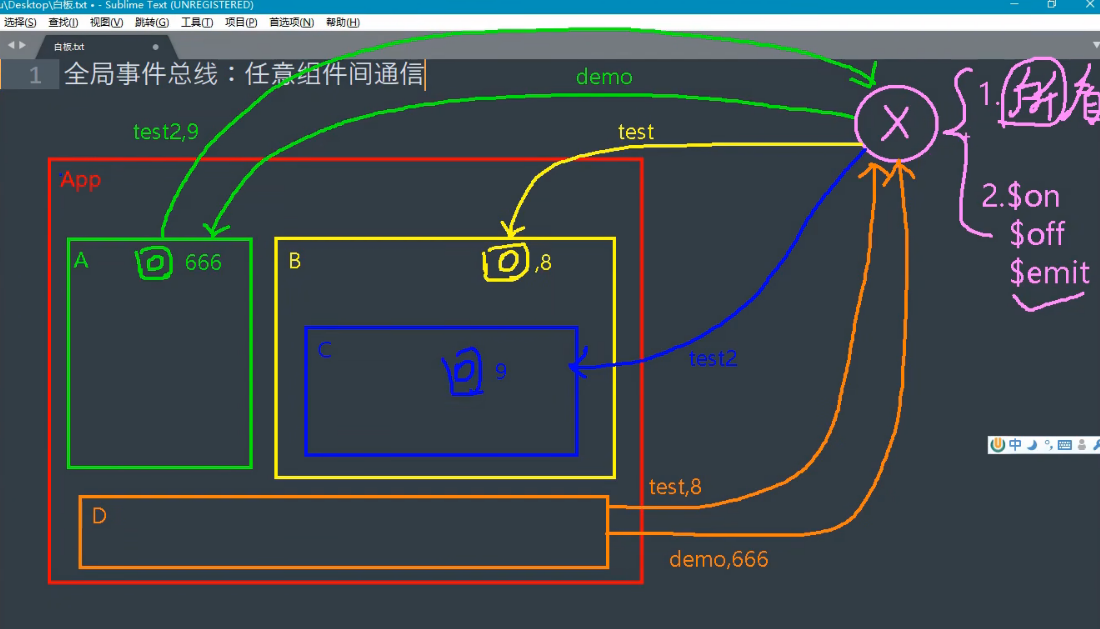 u\Desktop\白板.txt • - Sublime Text (UNREGISTERED)
选择(S) 查找(I) 视图(V) 跳转(G) 工具(T) 项目(P) 首选项(N) 帮助(H)
白板.txt
1 全局事件总线：任意组件间通信
demo
test2,9
test
X
1.所有
App
2.$on
$off
$emit
A
666
B
,8
C
9
test2
中
test,8
D
demo,666